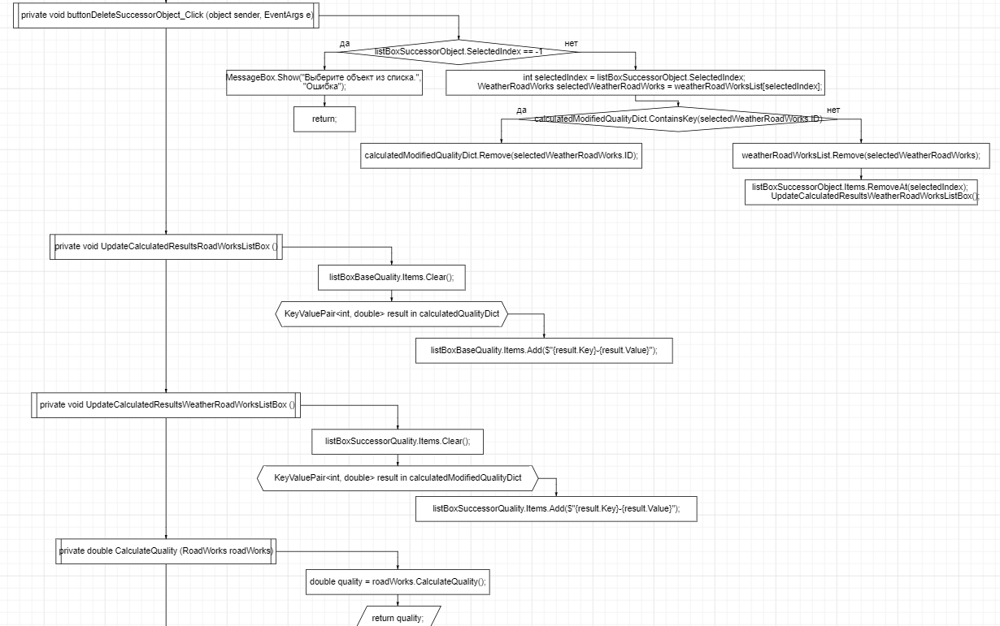 private void buttonDeleteSuccessorObject_Click (object sender, EventArgs e)
да
нет
listBoxSuccessorObject.SelectedIndex == -1
MessageBox.Show("Выберите объект из списка.",
"Ошибка");
int selectedIndex = listBoxSuccessorObject.SelectedIndex;
WeatherRoadWorks selectedWeatherRoadWorks = weatherRoadWorksList[selectedIndex];
return;
да
нет
calculatedModifiedQualityDict.ContainsKey(selectedWeatherRoadWorks.ID)
calculatedModifiedQualityDict.Remove(selectedWeatherRoadWorks.ID);
weatherRoadWorksList.Remove(selectedWeatherRoadWorks);
listBoxSuccessorObject.Items.RemoveAt(selectedIndex);
UpdateCalculatedResultsWeatherRoadWorksListBox();
private void UpdateCalculatedResultsRoadWorksListBox ()
listBoxBaseQuality.Items.Clear();
KeyValuePair<int, double> result in calculatedQualityDict
listBoxBaseQuality.Items.Add($"{result.Key}-{result.Value}");
private void UpdateCalculatedResultsWeatherRoadWorksListBox ()
listBoxSuccessorQuality.Items.Clear();
KeyValuePair<int, double> result in calculatedModifiedQualityDict
listBoxSuccessorQuality.Items.Add($"{result.Key}-{result.Value}");
private double CalculateQuality (RoadWorks roadWorks)
double quality = roadWorks.CalculateQuality();
return quality;